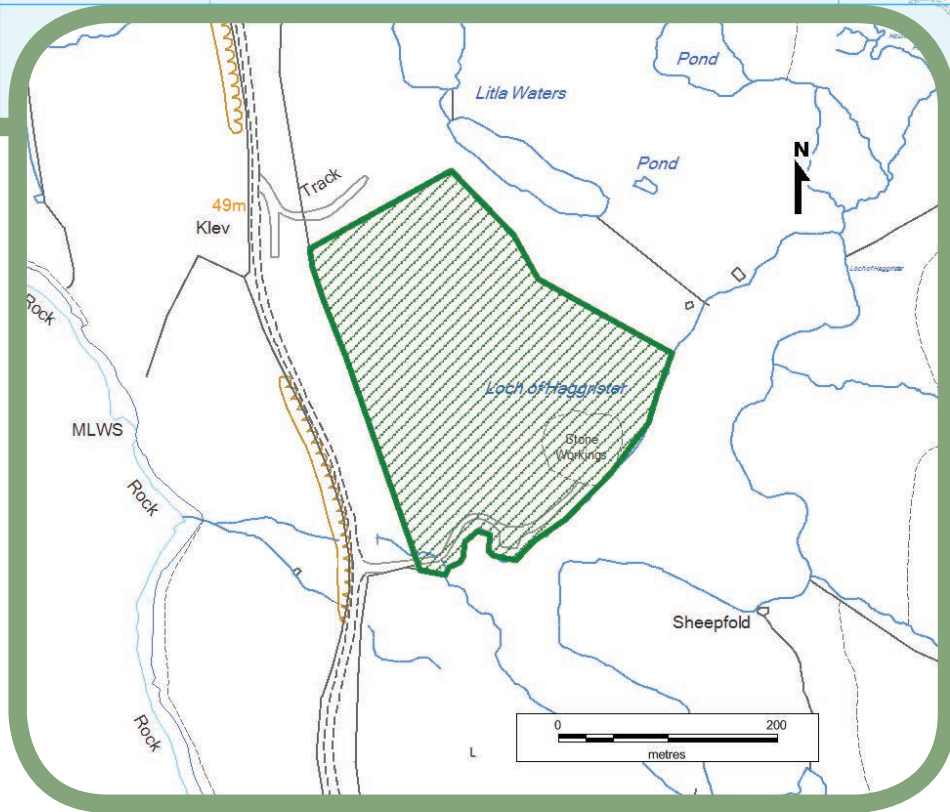 Pond
Litla Waters
N
Pond
Track
49m
Klev
Loch of Haggrister
Rock
Loch of Haggrister
MLWS
Stone
Workings
Rock
Sheepfold
Rock
L
0 200
metres